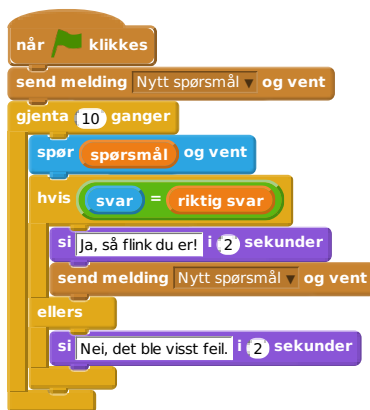 når klikkes
send melding Nytt spørsmål og vent
gjenta 10 ganger
spør spørsmål og vent
hvis svar = riktig svar
si Ja, så flink du er! i 2 sekunder
send melding Nytt spørsmål og vent
ellers
si Nei, det ble visst feil. i 2 sekunder